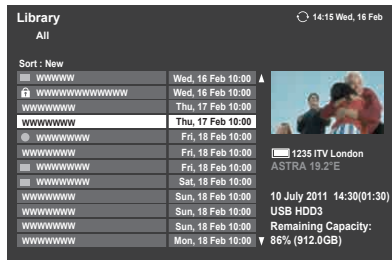 Library
14:15 Wed, 16 Feb
All
Sort : New
wwwwww Wed, 16 Feb 10:00
wwwwwwwwwwwww Wed, 16 Feb 10:00
wwwwwwww Thu, 17 Feb 10:00
wwwwwwww Thu, 17 Feb 10:00
wwwwwwww Fri, 18 Feb 10:00
wwwwwwww Fri, 18 Feb 10:00
wwwwwwww Fri, 18 Feb 10:00
wwwwwwww Sat, 18 Feb 10:00
wwwwwwww Sun, 18 Feb 10:00
wwwwwwww Sun, 18 Feb 10:00
wwwwwwww Sun, 18 Feb 10:00
wwwwwwww Mon, 18 Feb 10:00
1235 ITV London
ASTRA 19.2°E
10 July 2011 14:30(01:30)
USB HDD3
Remaining Capacity:
86% (912.0GB)